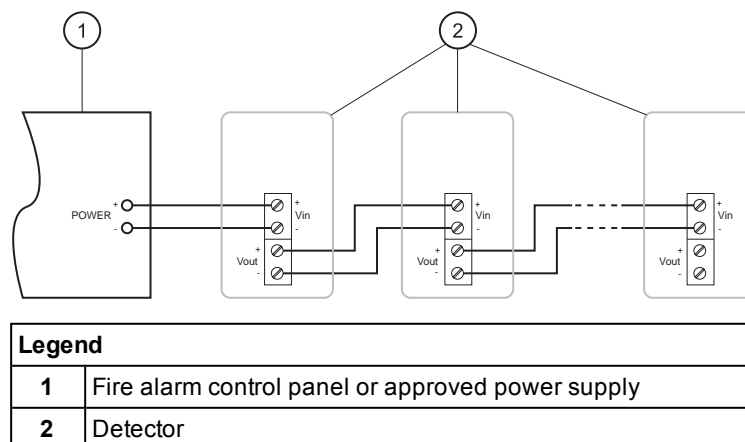 1
2
POWER
+
-
+
Vin
-
+
Vout
-
+
Vin
-
+
Vout
-
+
Vin
-
+
Vout
-
Legend
1 Fire alarm control panel or approved power supply
2 Detector